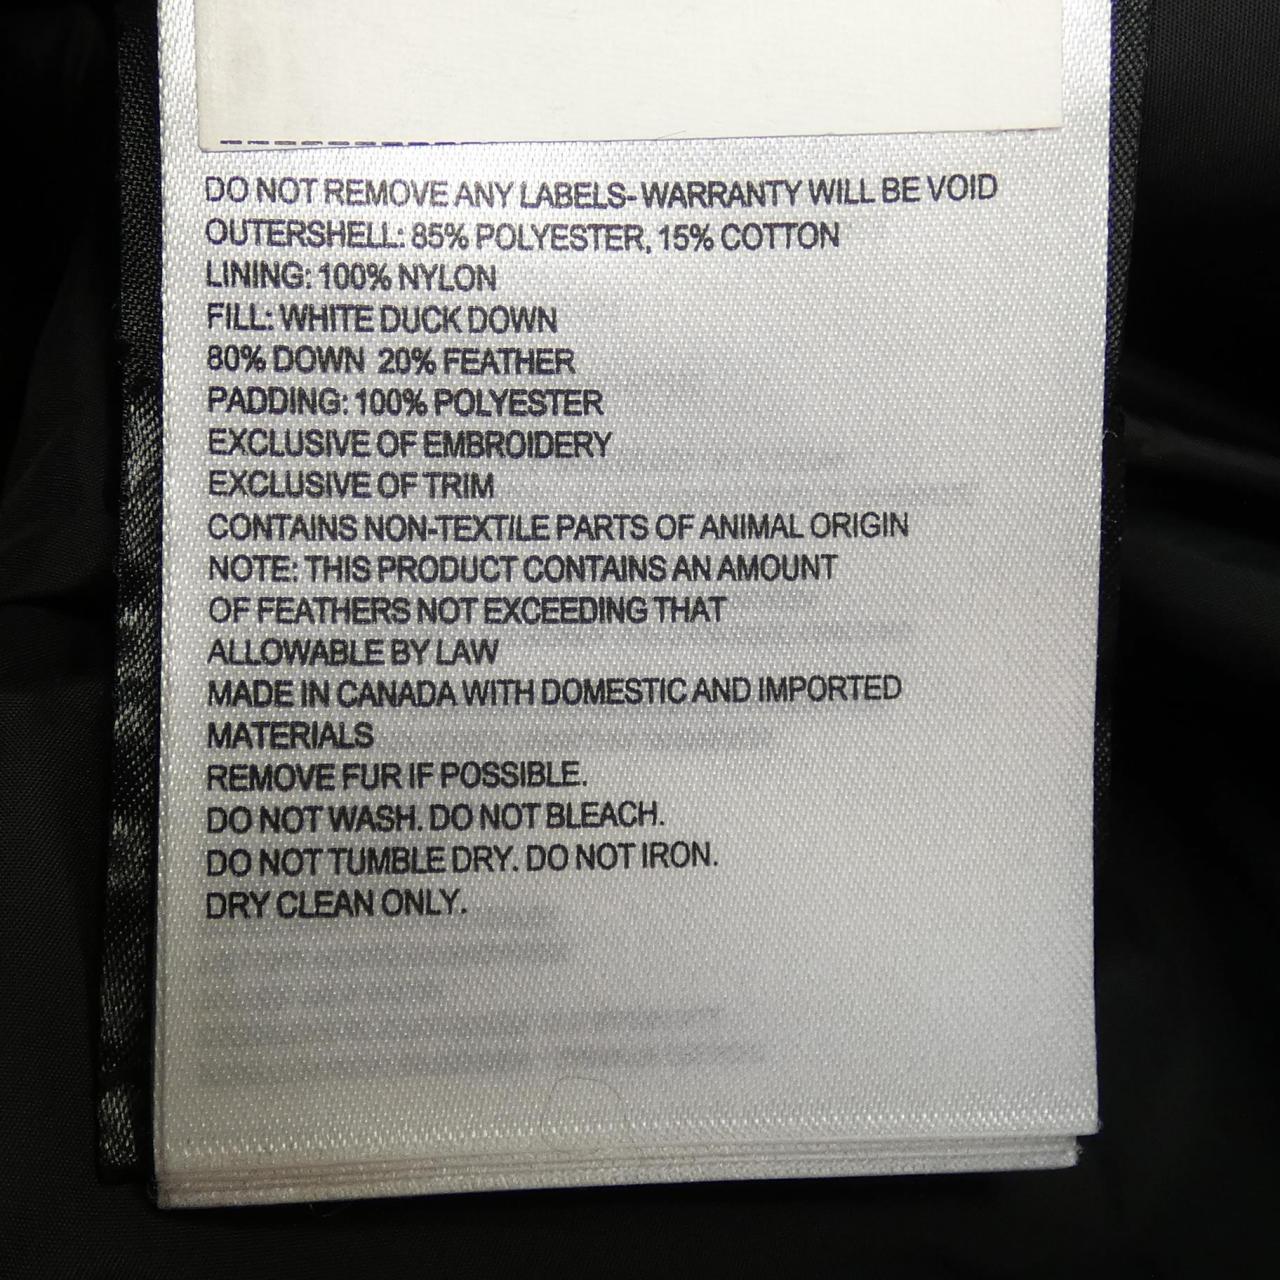 DO NOT REMOVE ANY LABELS-WARRANTY WILL BE VOID
OUTERSHELL: 85% POLYESTER, 15% COTTON
LINING: 100% NYLON
FILL: WHITE DUCK DOWN
80% DOWN 20% FEATHER
PADDING: 100% POLYESTER
EXCLUSIVE OF EMBROIDERY
EXCLUSIVE OF TRIM
CONTAINS NON-TEXTILE PARTS OF ANIMAL ORIGIN
NOTE: THIS PRODUCT CONTAINS AN AMOUNT
OF FEATHERS NOT EXCEEDING THAT
ALLOWABLE BY LAW
MADE IN CANADA WITH DOMESTIC AND IMPORTED
MATERIALS
REMOVE FUR IF POSSIBLE.
DO NOT WASH. DO NOT BLEACH.
DO NOT TUMBLE DRY. DO NOT IRON.
DRY CLEAN ONLY.